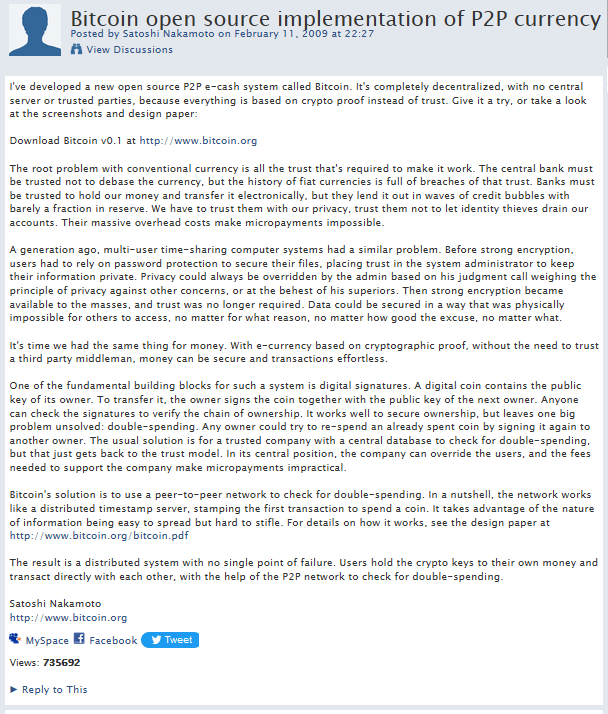 Bitcoin open source implementation of P2P currency
Posted by Satoshi Nakamoto on February 11, 2009 at 22:27
View Discussions
I've developed a new open source P2P e-cash system called Bitcoin. It's completely decentralized, with no central
server or trusted parties, because everything is based on crypto proof instead of trust. Give it a try, or take a look
at the screenshots and design paper:
Download Bitcoin v0.1 at http://www.bitcoin.org
The root problem with conventional currency is all the trust that's required to make it work. The central bank must
be trusted not to debase the currency, but the history of fiat currencies is full of breaches of that trust. Banks must
be trusted to hold our money and transfer it electronically, but they lend it out in waves of credit bubbles with
barely a fraction in reserve. We have to trust them with our privacy, trust them not to let identity thieves drain our
accounts. Their massive overhead costs make micropayments impossible.
A generation ago, multi-user time-sharing computer systems had a similar problem. Before strong encryption,
users had to rely on password protection to secure their files, placing trust in the system administrator to keep
their information private. Privacy could always be overridden by the admin based on his judgment call weighing the
principle of privacy against other concerns, or at the behest of his superiors. Then strong encryption became
available to the masses, and trust was no longer required. Data could be secured in a way that was physically
impossible for others to access, no matter for what reason, no matter how good the excuse, no matter what.
It's time we had the same thing for money. With e-currency based on cryptographic proof, without the need to trust
a third party middleman, money can be secure and transactions effortless.
One of the fundamental building blocks for such a system is digital signatures. A digital coin contains the public
key of its owner. To transfer it, the owner signs the coin together with the public key of the next owner. Anyone
can check the signatures to verify the chain of ownership. It works well to secure ownership, but leaves one big
problem unsolved: double-spending. Any owner could try to re-spend an already spent coin by signing it again to
another owner. The usual solution is for a trusted company with a central database to check for double-spending,
but that just gets back to the trust model. In its central position, the company can override the users, and the fees
needed to support the company make micropayments impractical.
Bitcoin's solution is to use a peer-to-peer network to check for double-spending. In a nutshell, the network works
like a distributed timestamp server, stamping the first transaction to spend a coin. It takes advantage of the nature
of information being easy to spread but hard to stifle. For details on how it works, see the design paper at
http://www.bitcoin.org/bitcoin.pdf
The result is a distributed system with no single point of failure. Users hold the crypto keys to their own money and
transact directly with each other, with the help of the P2P network to check for double-spending.
Satoshi Nakamoto
http://www.bitcoin.org
MySpace Facebook Tweet
Views: 735692
► Reply to This